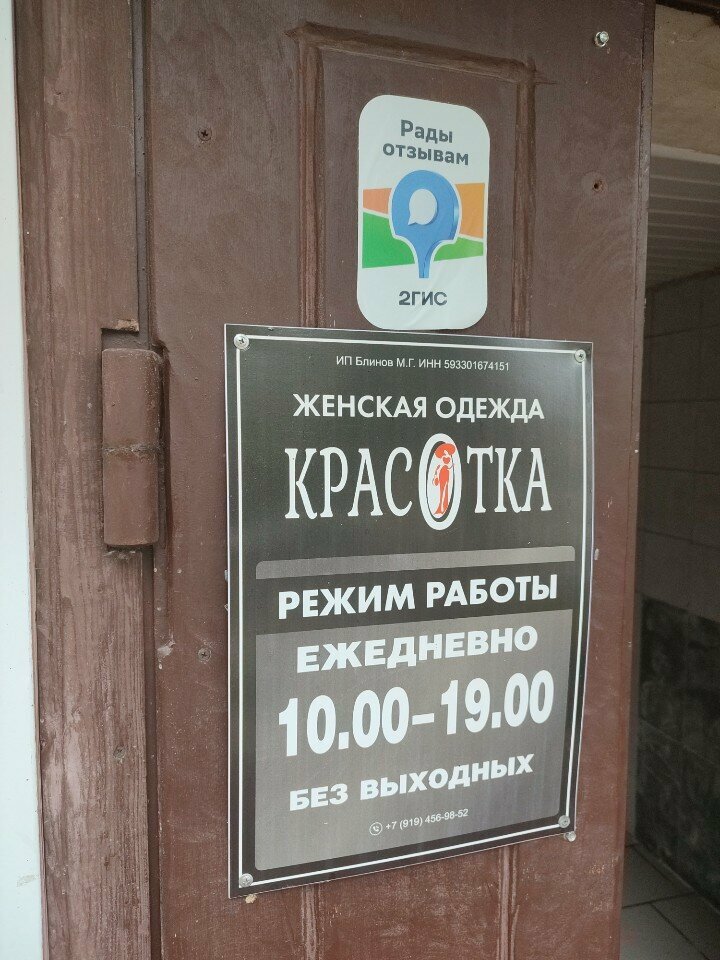 Рады
отзывам
2ГИС
ИП Блинов М.Г. ИНН 593301674151
ЖЕНСКАЯ ОДЕЖДА
КРАСОТКА
РЕЖИМ РАБОТЫ
ЕЖЕДНЕВНО
10.00-19.00
БЕЗ ВЫХОДНЫХ
+7 (919) 456-98-52